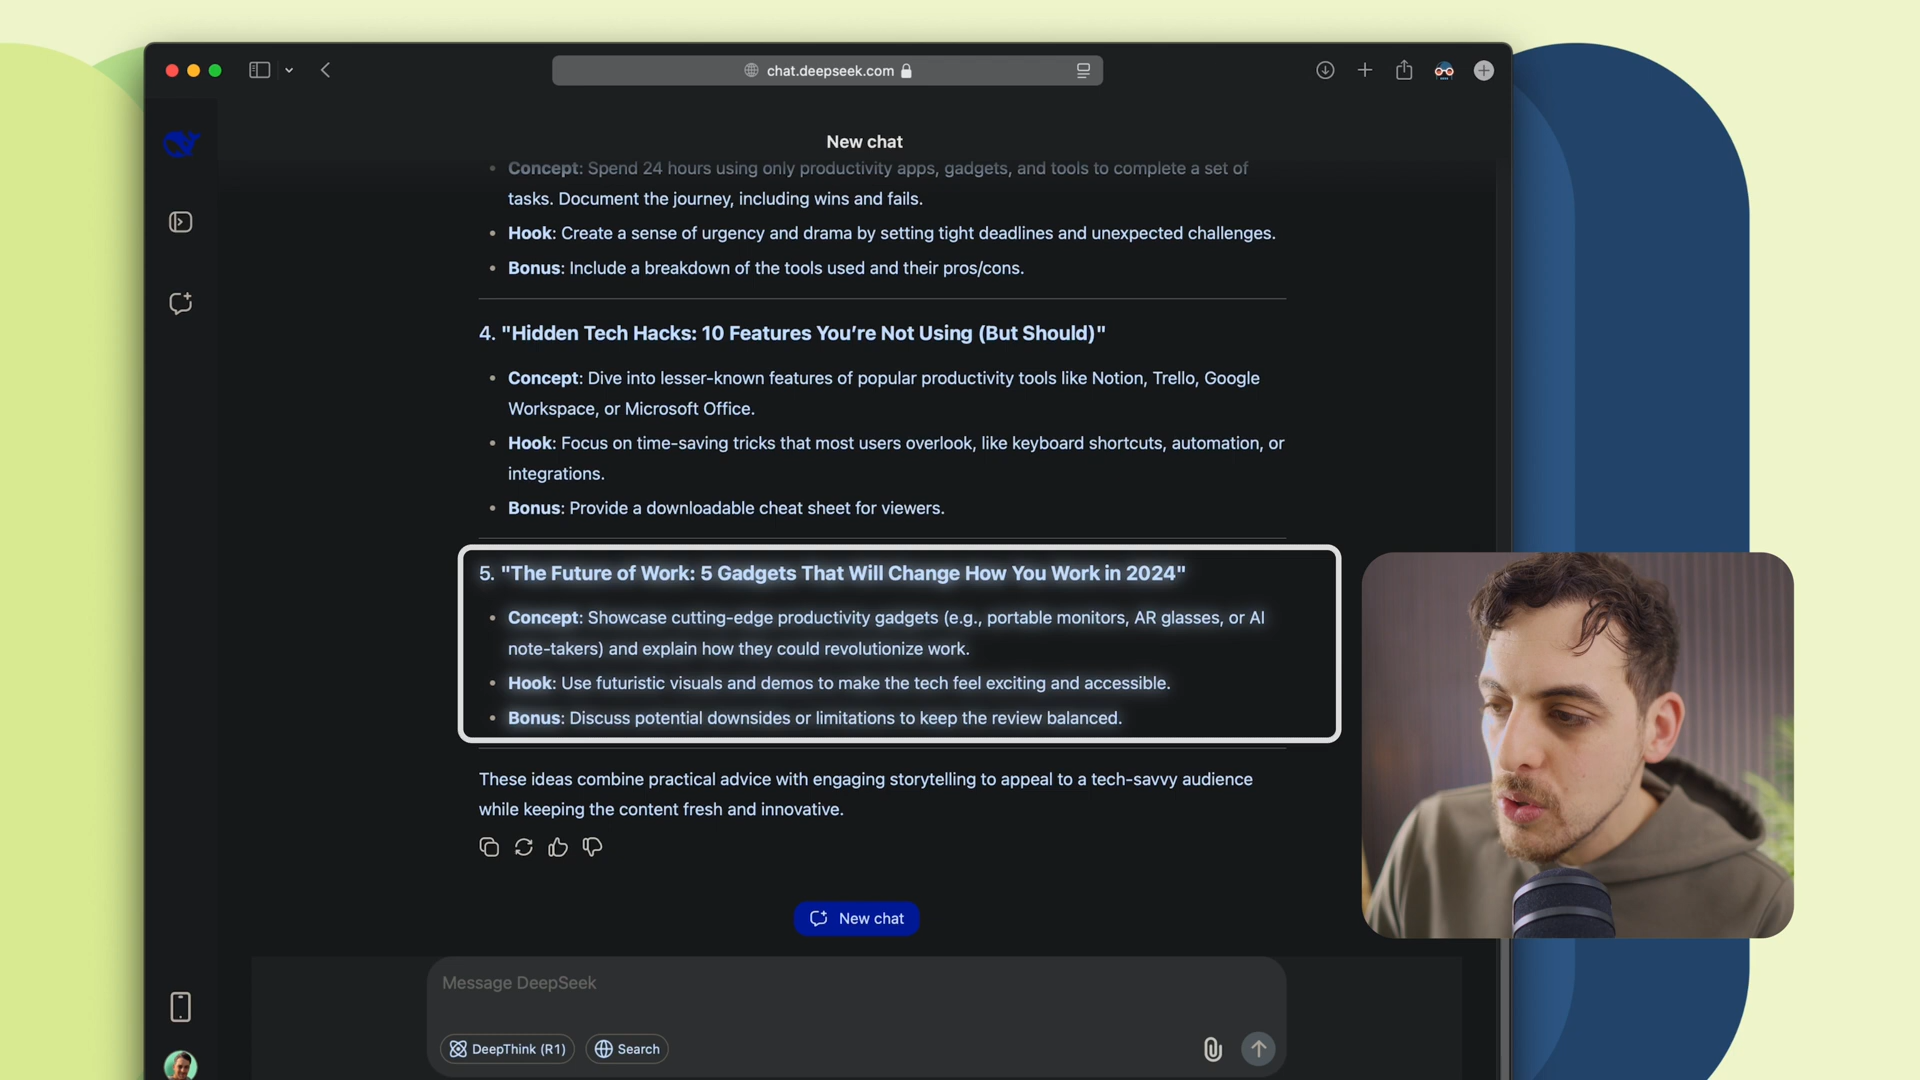 chat.deepseek.com
New chat
• Concept: Spend 24 hours using only productivity apps, gadgets, and tools to complete a set of
tasks. Document the journey, including wins and fails.
• Hook: Create a sense of urgency and drama by setting tight deadlines and unexpected challenges.
• Bonus: Include a breakdown of the tools used and their pros/cons.
4. "Hidden Tech Hacks: 10 Features You’re Not Using (But Should)"
• Concept: Dive into lesser-known features of popular productivity tools like Notion, Trello, Google
Workspace, or Microsoft Office.
• Hook: Focus on time-saving tricks that most users overlook, like keyboard shortcuts, automation, or
integrations.
• Bonus: Provide a downloadable cheat sheet for viewers.
5. "The Future of Work: 5 Gadgets That Will Change How You Work in 2024"
• Concept: Showcase cutting-edge productivity gadgets (e.g., portable monitors, AR glasses, or AI
note-takers) and explain how they could revolutionize work.
• Hook: Use futuristic visuals and demos to make the tech feel exciting and accessible.
• Bonus: Discuss potential downsides or limitations to keep the review balanced.
These ideas combine practical advice with engaging storytelling to appeal to a tech-savvy audience
while keeping the content fresh and innovative.
New chat
Message DeepSeek
DeepThink (R1)
Search